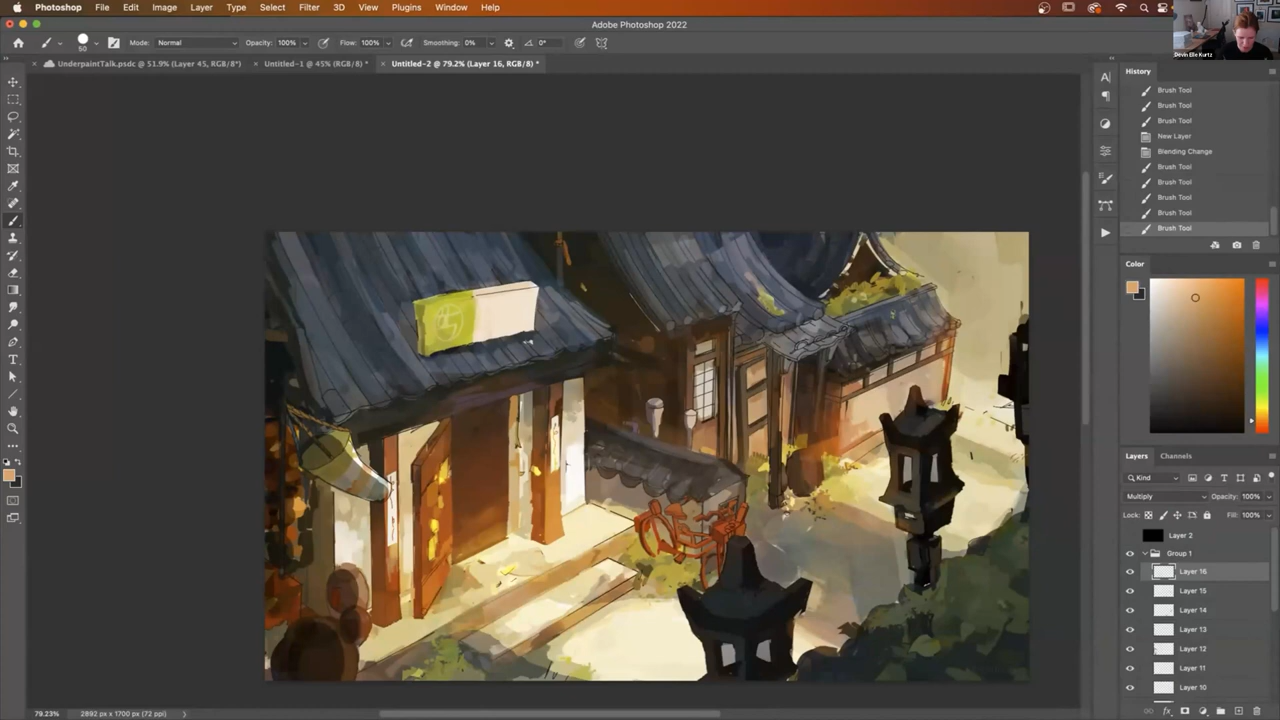 Photoshop File Edit Image Layer Type Select Filter 3D View Plugins Window Help
Adobe Photoshop 2022
Devin Elle Kurtz
50 Mode: Normal Opacity: 100% Flow: 100% Smoothing: 0% 0°
UnderpaintTalk.psdc @ 51.9% (Layer 45, RGB/8*) Untitled-1 @ 45% (RGB/8) * Untitled-2 @ 79.2% (Layer 16, RGB/8) *
History
Brush Tool
Brush Tool
Brush Tool
New Layer
Blending Change
Brush Tool
Brush Tool
Brush Tool
Brush Tool
Brush Tool
Color
Layers Channels
Kind
Multiply Opacity: 100%
Lock: Fill: 100%
Layer 2
Group 1
Layer 16
Layer 15
Layer 14
Layer 13
Layer 12
Layer 11
Layer 10
79.23% 2892 px x 1700 px (72 ppi)